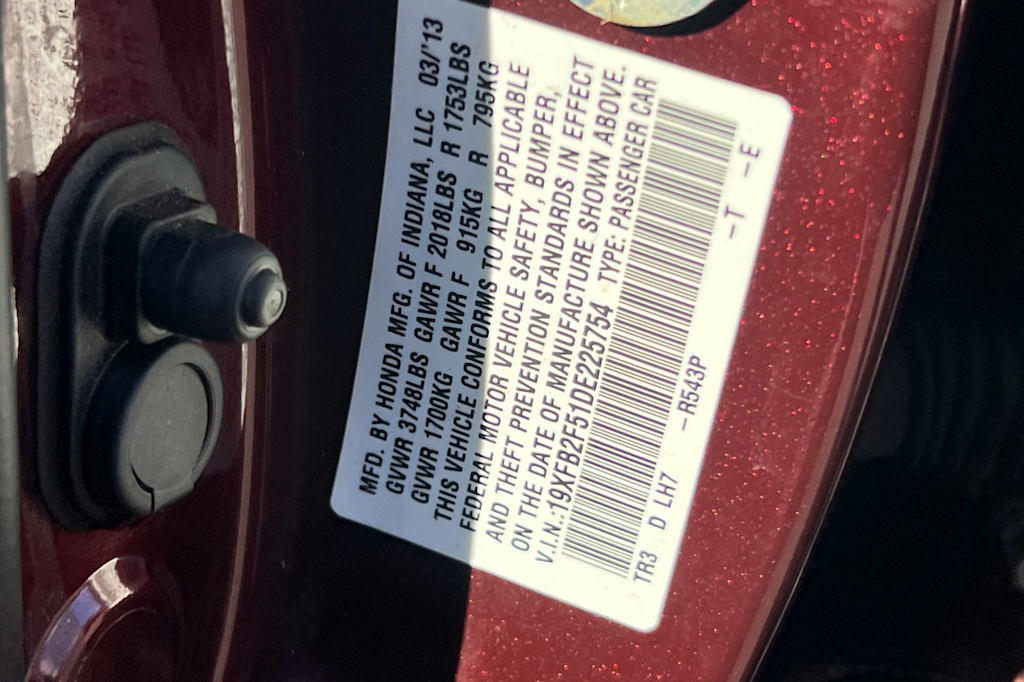 MFD. BY HONDA MFG. OF INDIANA, LLC 03/'13
GVWR 3748LBS GAWR F 2018LBS R 1753LBS
GVWR 1700KG GAWR F 915KG R 795KG
THIS VEHICLE CONFORMS TO ALL APPLICABLE
FEDERAL MOTOR VEHICLE SAFETY, BUMPER,
AND THEFT PREVENTION STANDARDS IN EFFECT
ON THE DATE OF MANUFACTURE SHOWN ABOVE.
V.I.N.:19XFB2F51DE225754 TYPE: PASSENGER CAR
TR3 D LH7 -R543P -T -E